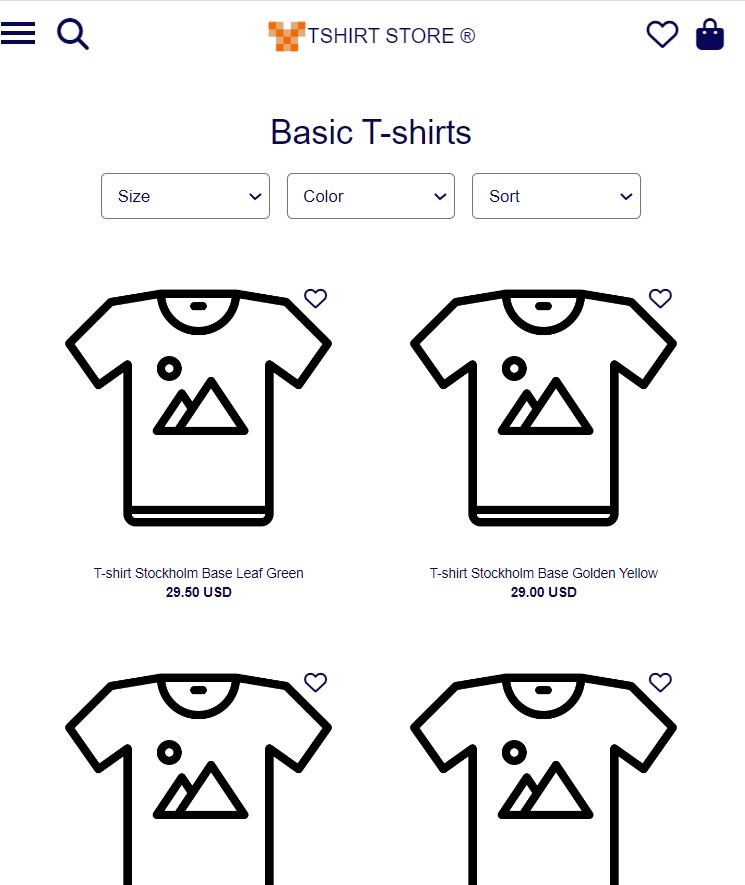 TSHIRT STORE ®
Basic T-shirts
Size
Color
Sort
T-shirt Stockholm Base Leaf Green
29.50 USD
T-shirt Stockholm Base Golden Yellow
29.00 USD